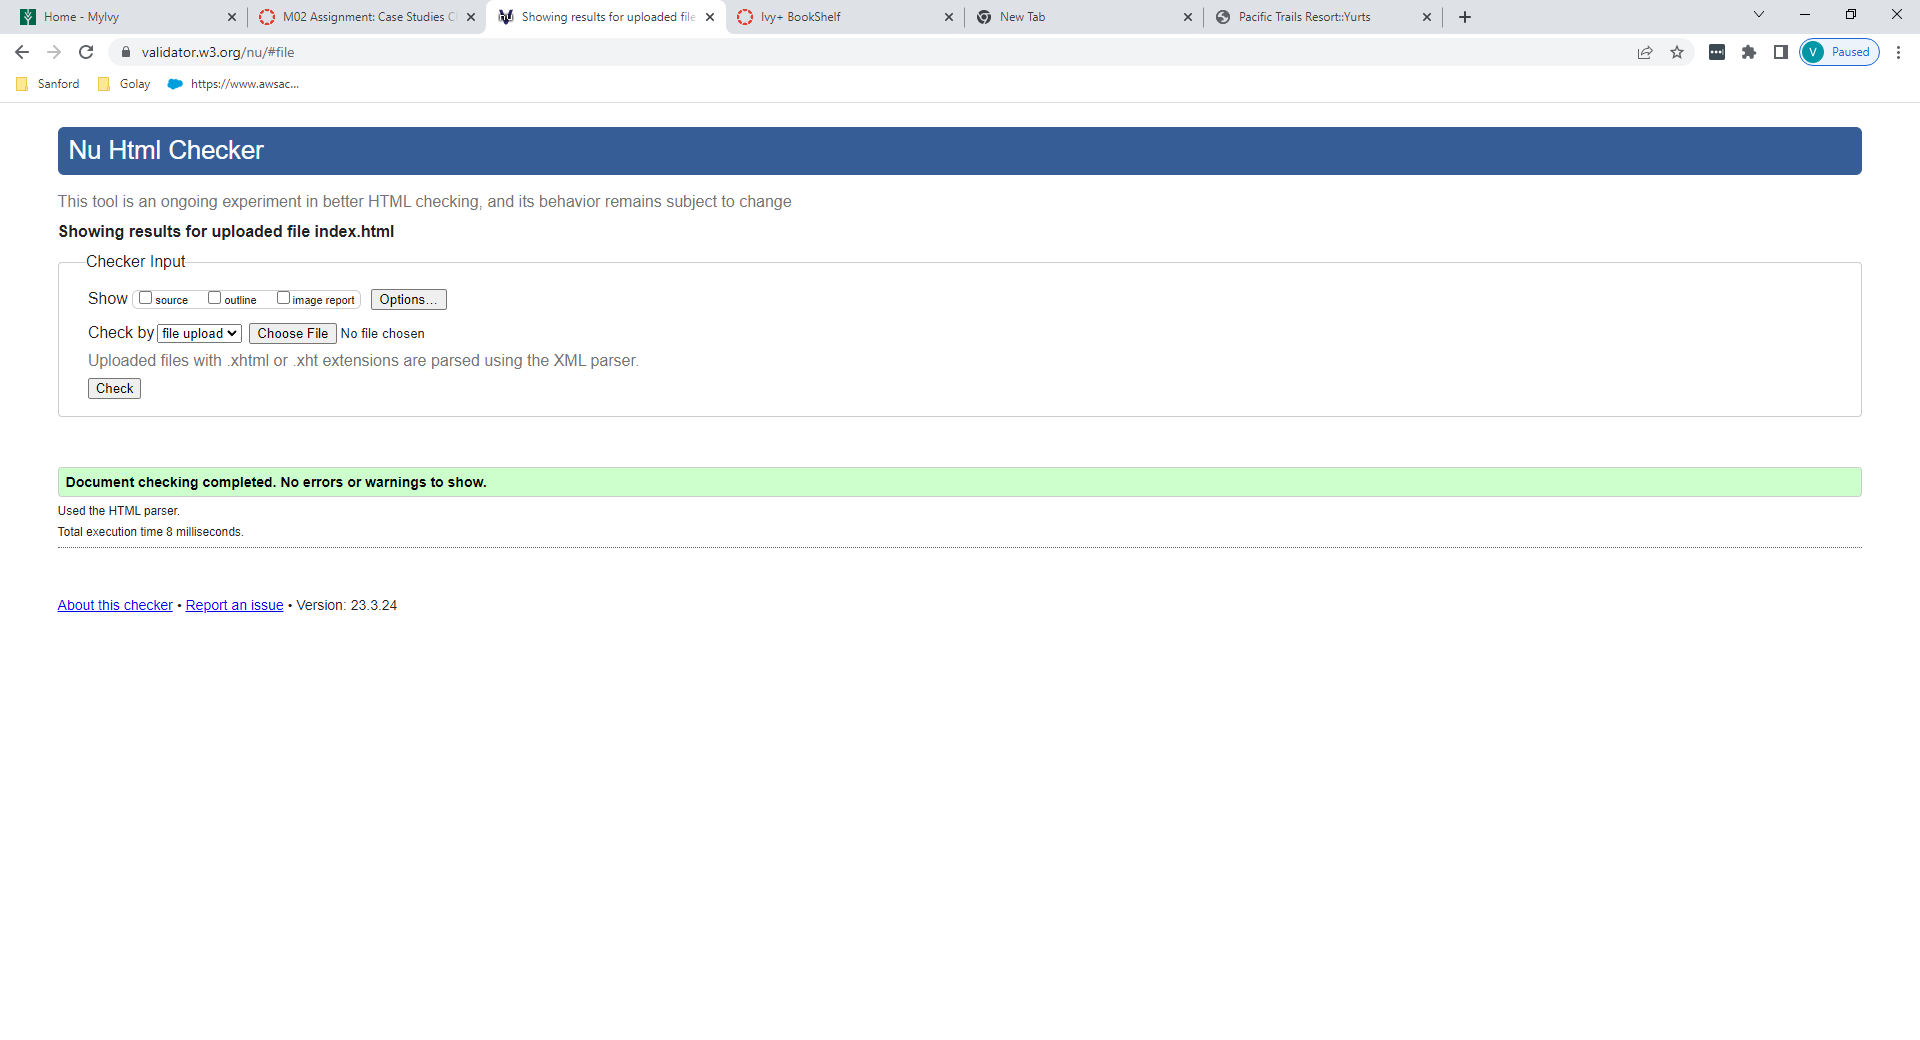 Home - MyIvy
M02 Assignment: Case Studies C
Showing results for uploaded file
Ivy+ BookShelf
New Tab
Pacific Trails Resort::Yurts
validator.w3.org/nu/#file
V Paused
Sanford
Golay
https://www.awsac...
Nu Html Checker
This tool is an ongoing experiment in better HTML checking, and its behavior remains subject to change
Showing results for uploaded file index.html
Checker Input
Show source outline image report Options...
Check by file upload Choose File No file chosen
Uploaded files with .xhtml or .xht extensions are parsed using the XML parser.
Check
Document checking completed. No errors or warnings to show.
Used the HTML parser.
Total execution time 8 milliseconds.
About this checker • Report an issue • Version: 23.3.24